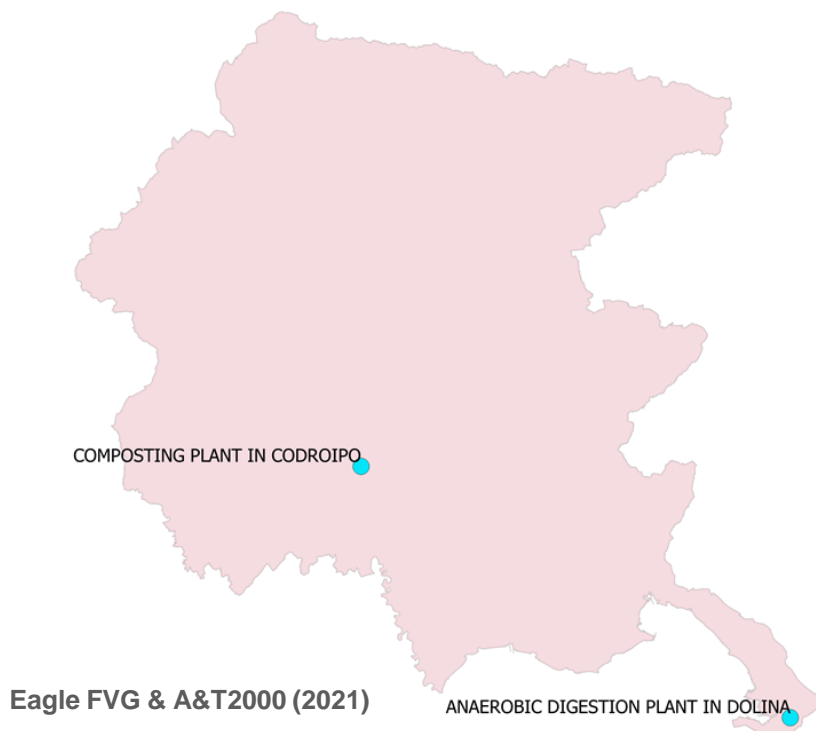 COMPOSTING PLANT IN CODROIPO
Eagle FVG & A&T2000 (2021)
ANAEROBIC DIGESTION PLANT IN DOLINA